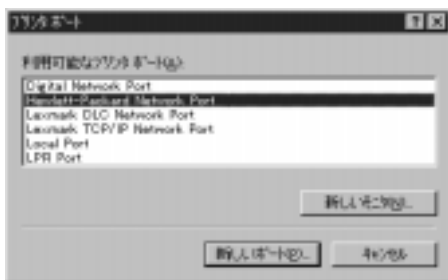 プリンタ ポート
利用可能なプリンタ ポート(A):
Digital Network Port
Hewlett-Packard Network Port
Lexmark DLC Network Port
Lexmark TCP/IP Network Port
Local Port
LPR Port
新しいモニタ(N)...
新しいポート(P)...
キャンセル